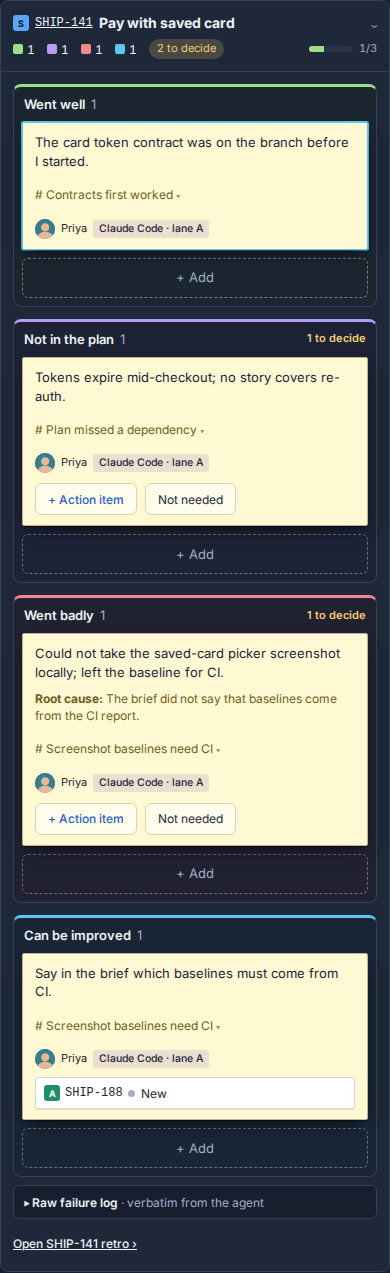 S SHIP-141 Pay with saved card
1 1 1 1 2 to decide 1/3
Went well 1
The card token contract was on the branch before
I started.
# Contracts first worked
Priya Claude Code · lane A
+ Add
Not in the plan 1 1 to decide
Tokens expire mid-checkout; no story covers re-
auth.
# Plan missed a dependency
Priya Claude Code · lane A
+ Action item Not needed
+ Add
Went badly 1 1 to decide
Could not take the saved-card picker screenshot
locally; left the baseline for CI.
Root cause: The brief did not say that baselines come
from the CI report.
# Screenshot baselines need CI
Priya Claude Code · lane A
+ Action item Not needed
+ Add
Can be improved 1
Say in the brief which baselines must come from
CI.
# Screenshot baselines need CI
Priya Claude Code · lane A
A SHIP-188 New
+ Add
Raw failure log · verbatim from the agent
Open SHIP-141 retro ›